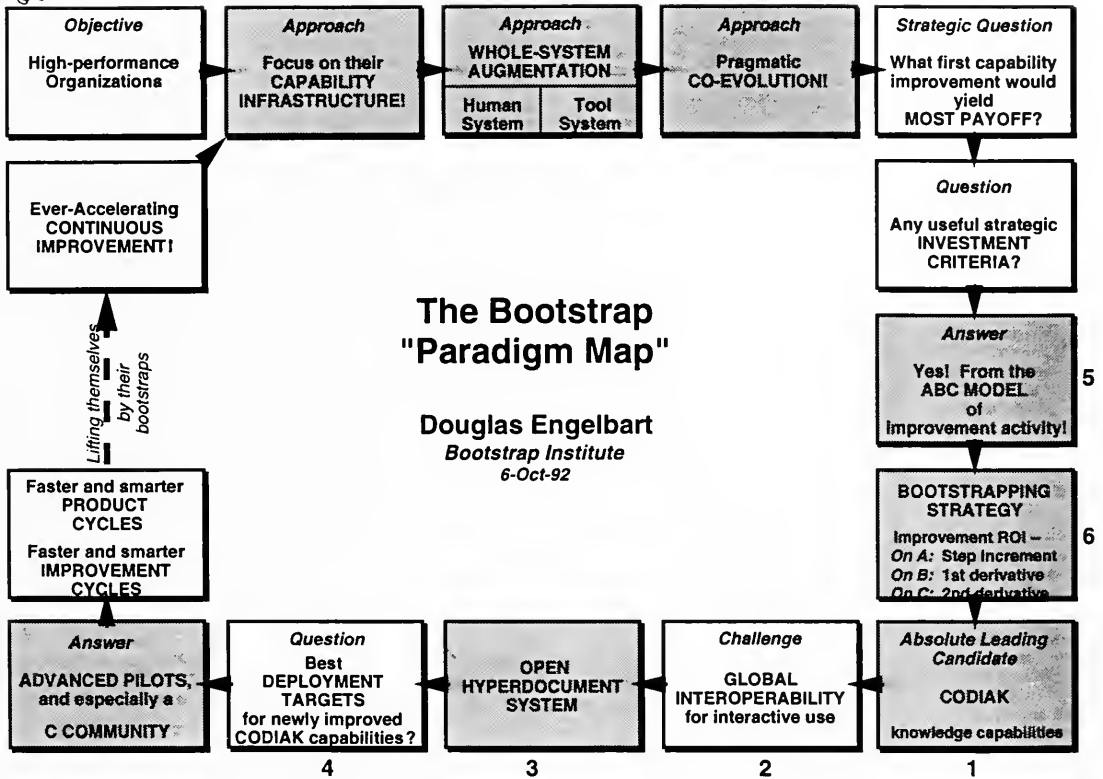 Objective
High-performance
Organizations
Approach
Focus on their
CAPABILITY
INFRASTRUCTURE!
Approach
WHOLE-SYSTEM
AUGMENTATION
Human
System
Tool
System
Approach
Pragmatic
CO-EVOLUTION!
Strategic Question
What first capability
improvement would
yield
MOST PAYOFF?
Question
Any useful strategic
INVESTMENT
CRITERIA?
Answer
Yes! From the
ABC MODEL
of
improvement activity!
5
BOOTSTRAPPING
STRATEGY
Improvement ROI –
On A: Step Increment
On B: 1st derivative
On C: 2nd derivative
6
Absolute Leading
Candidate
CODIAK
knowledge capabilities
1
Challenge
GLOBAL
INTEROPERABILITY
for interactive use
2
OPEN
HYPERDOCUMENT
SYSTEM
3
Question
Best
DEPLOYMENT
TARGETS
for newly improved
CODIAK capabilities?
4
Answer
ADVANCED PILOTS,
and especially a
C COMMUNITY
Faster and smarter
PRODUCT
CYCLES
Faster and smarter
IMPROVEMENT
CYCLES
Lifting themselves
by their
bootstraps
Ever-Accelerating
CONTINUOUS
IMPROVEMENT!
The Bootstrap
"Paradigm Map"
Douglas Engelbart
Bootstrap Institute
6-Oct-92